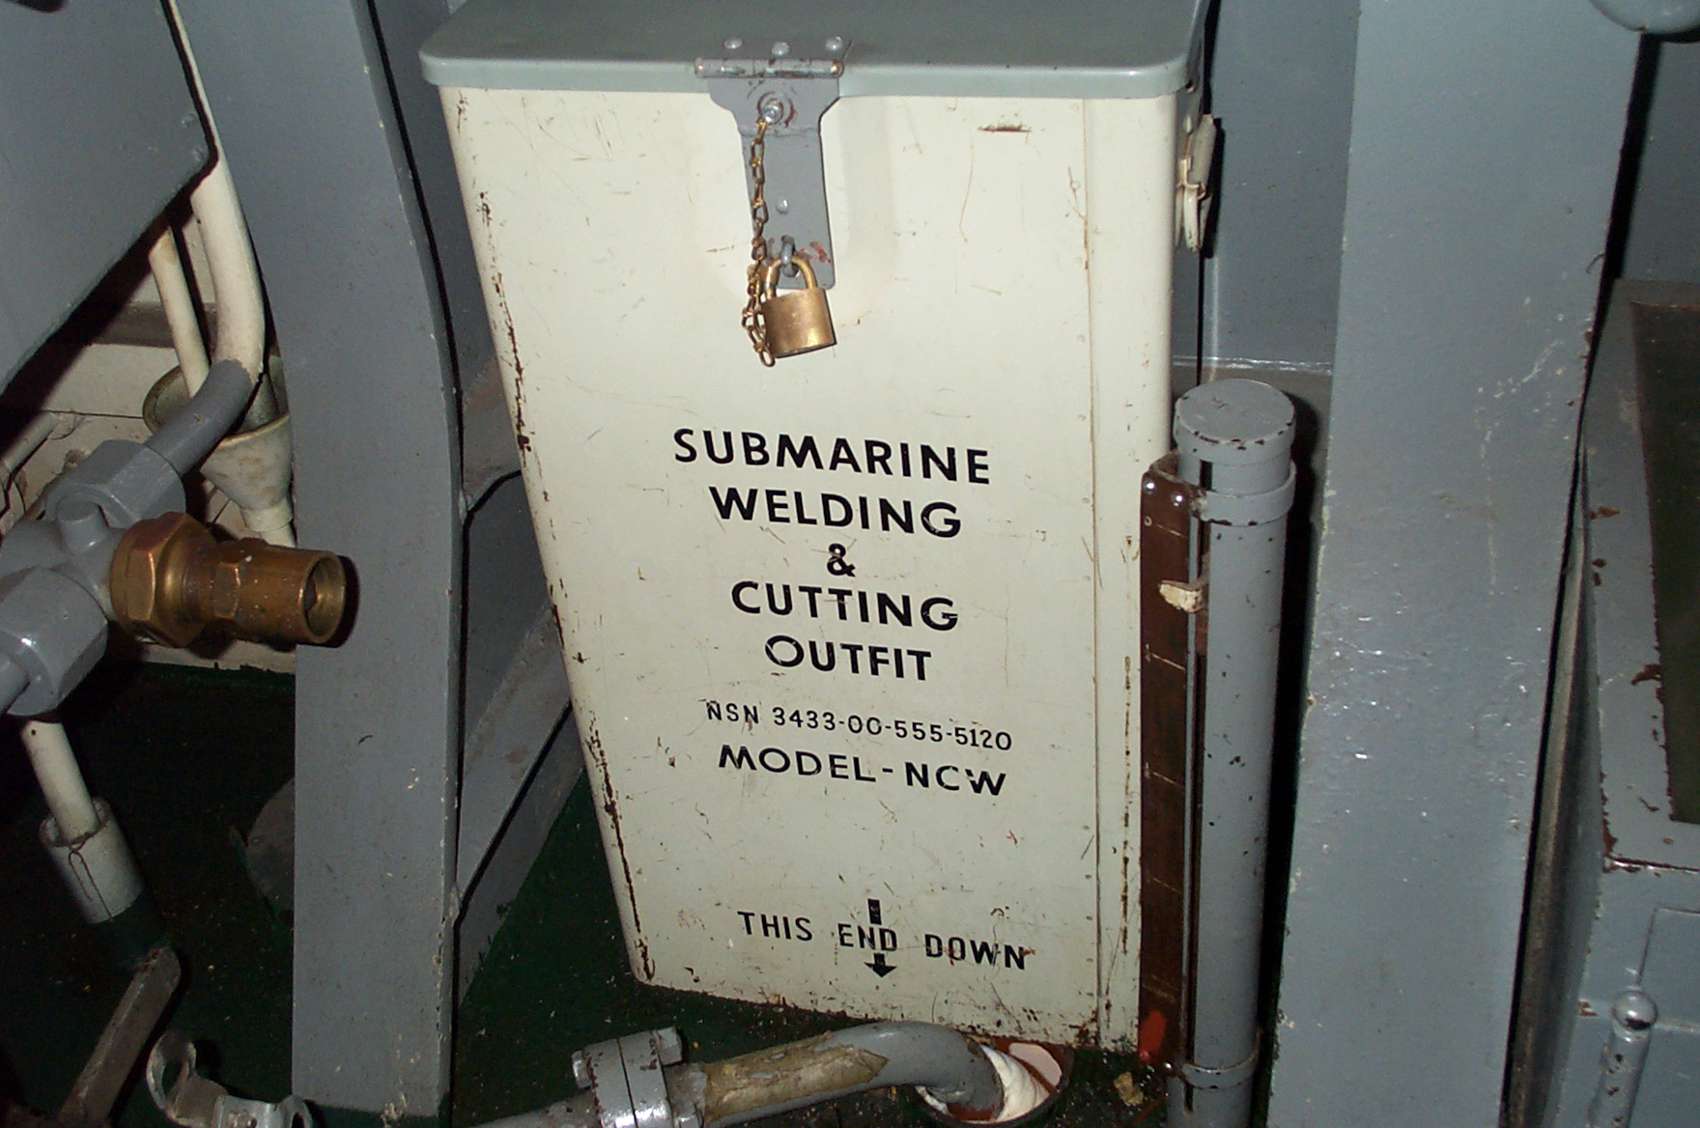 SUBMARINE
WELDING
&
CUTTING
OUTFIT
NSN 3433-00-555-5120
MODEL-NCW
THIS END DOWN